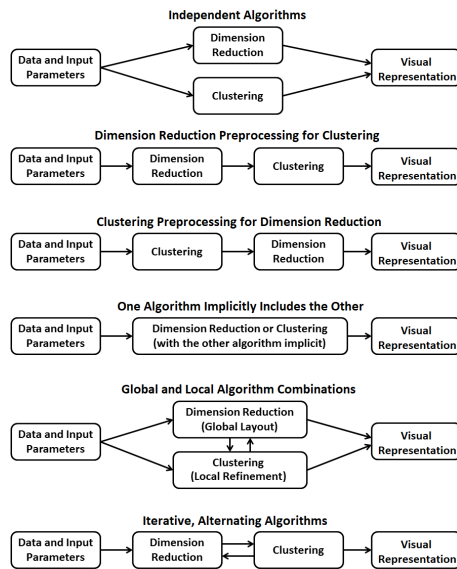 Independent Algorithms
Data and Input
Parameters
Dimension
Reduction
Clustering
Visual
Representation
Dimension Reduction Preprocessing for Clustering
Data and Input
Parameters
Dimension
Reduction
Clustering
Visual
Representation
Clustering Preprocessing for Dimension Reduction
Data and Input
Parameters
Clustering
Dimension
Reduction
Visual
Representation
One Algorithm Implicitly Includes the Other
Data and Input
Parameters
Dimension Reduction or Clustering
(with the other algorithm implicit)
Visual
Representation
Global and Local Algorithm Combinations
Data and Input
Parameters
Dimension Reduction
(Global Layout)
Clustering
(Local Refinement)
Visual
Representation
Iterative, Alternating Algorithms
Data and Input
Parameters
Dimension
Reduction
Clustering
Visual
Representation